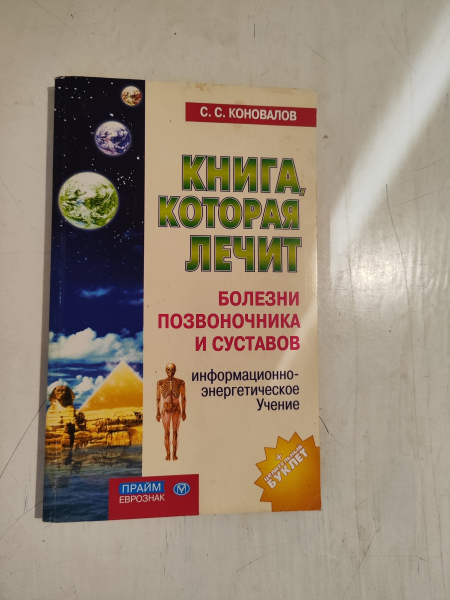 С. С. КОНОВАЛОВ
КНИГА,
КОТОРАЯ
ЛЕЧИТ
БОЛЕЗНИ
ПОЗВОНОЧНИКА
И СУСТАВОВ
информационно-
энергетическое
Учение
+
БУКЛЕТ
ПРАЙМ
ЕВРОЗНАК